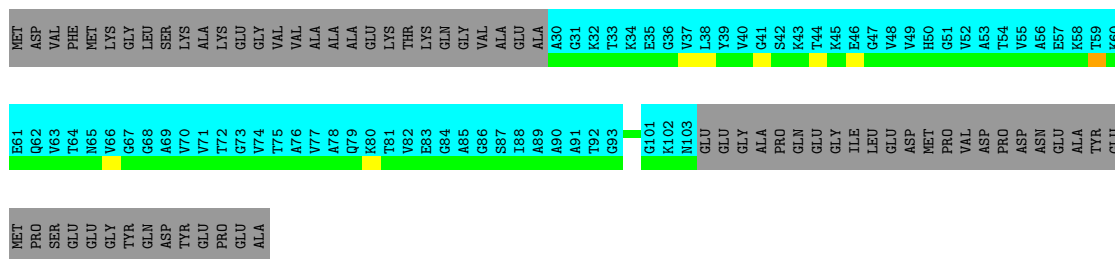 MET ASP VAL PHE MET LYS GLY LEU SER LYS ALA LYS GLU GLY VAL VAL ALA ALA ALA GLU LYS THR LYS GLN GLY VAL ALA GLU ALA A30 G31 K32 T33 K34 E35 G36 V37 L38 Y39 V40 G41 S42 K43 T44 K45 E46 G47 V48 V49 H50 G51 V52 A53 T54 V55 A56 E57 K58 T59 K60
E61 Q62 V63 T64 N65 V66 G67 G68 A69 V70 V71 T72 G73 V74 T75 A76 V77 A78 Q79 K80 T81 V82 E83 G84 A85 G86 S87 I88 A89 A90 A91 T92 G93 G101 K102 N103 GLU GLU GLY ALA PRO GLN GLU GLY ILE LEU GLU ASP MET PRO VAL ASP PRO ASP ASN GLU ALA TYR GLU
MET PRO SER GLU GLU GLY TYR GLN ASP TYR GLU PRO GLU ALA